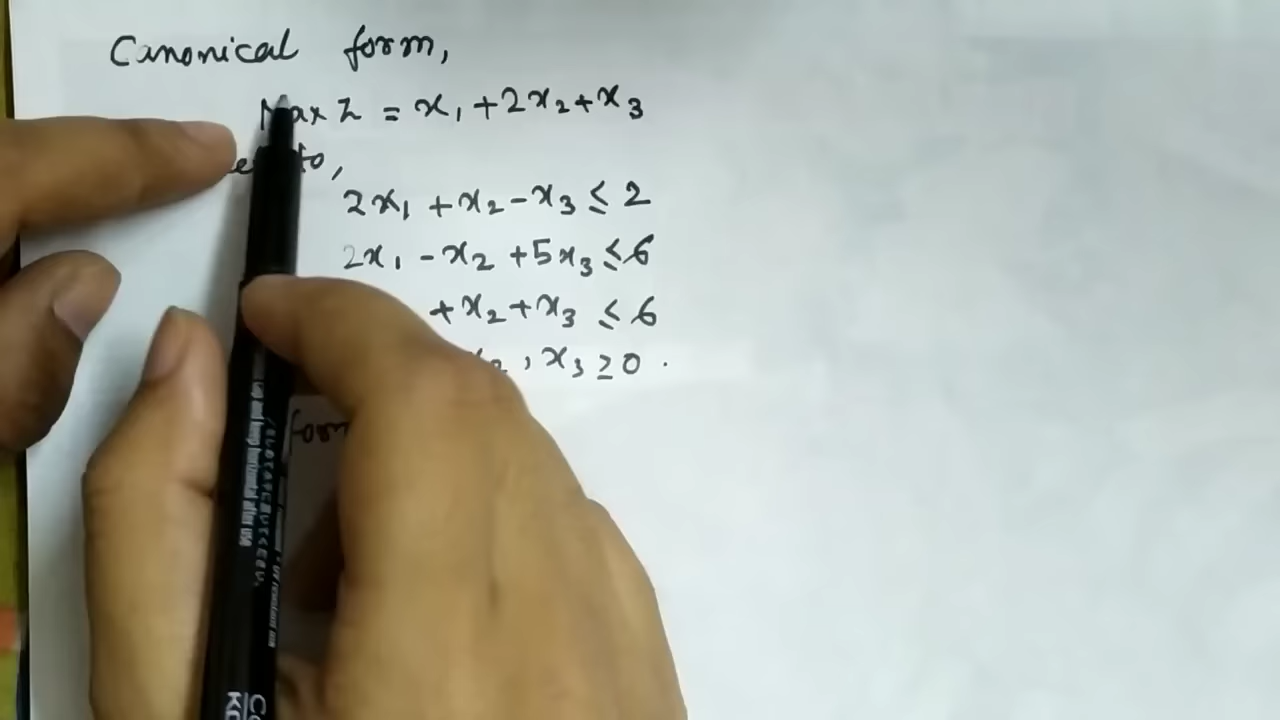 Canonical form,
Max Z = x₁ + 2x₂ + x₃
to,
2x₁ + x₂ - x₃ ≤ 2
2x₁ - x₂ + 5x₃ ≤ 6
+ x₂ + x₃ ≤ 6
, x₃ ≥ 0 .
form